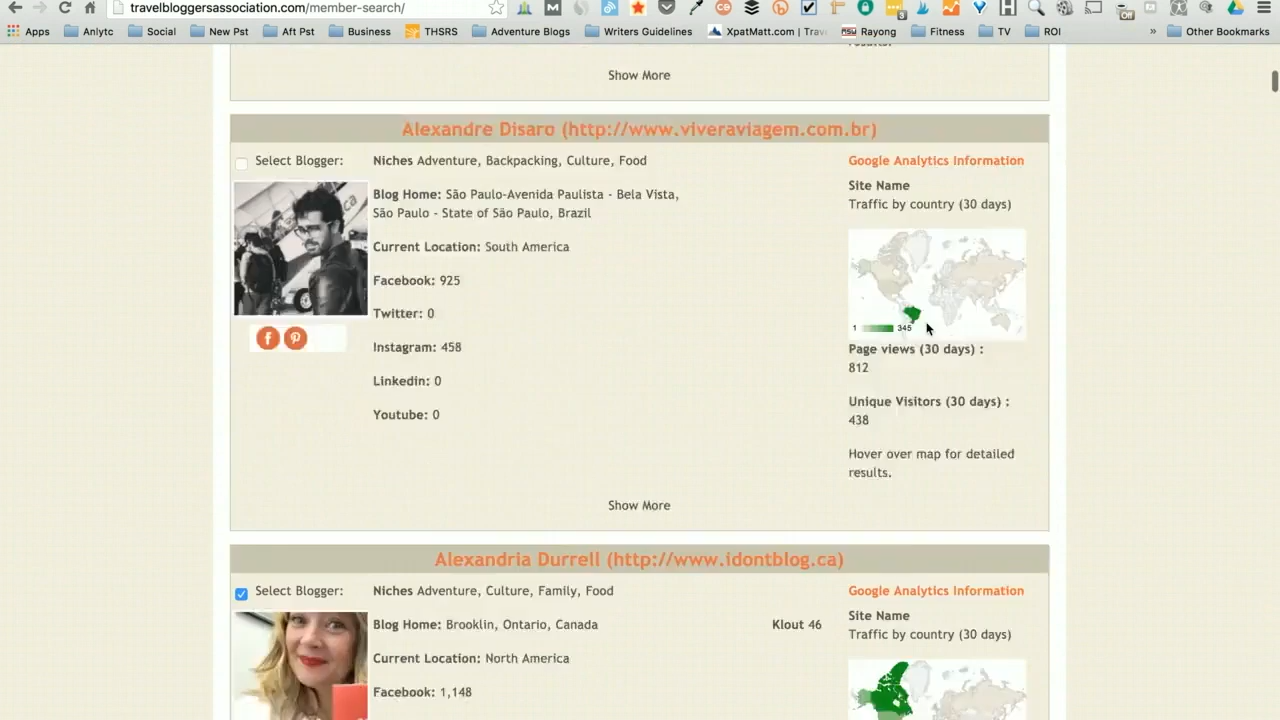 travelbloggersassociation.com/member-search/
Apps Anlytc Social New Pst Aft Pst Business THSRS Adventure Blogs Writers Guidelines XpatMatt.com | Trav Rayong Fitness TV ROI » Other Bookmarks
results.
Show More
Alexandre Disaro (http://www.viveraviagem.com.br)
Select Blogger:
Niches Adventure, Backpacking, Culture, Food
Blog Home: São Paulo-Avenida Paulista - Bela Vista,
São Paulo - State of São Paulo, Brazil
Current Location: South America
Facebook: 925
Twitter: 0
Instagram: 458
Linkedin: 0
Youtube: 0
Google Analytics Information
Site Name
Traffic by country (30 days)
1 345
Page views (30 days) :
812
Unique Visitors (30 days) :
438
Hover over map for detailed
results.
Show More
Alexandria Durrell (http://www.idontblog.ca)
Select Blogger:
Niches Adventure, Culture, Family, Food
Blog Home: Brooklin, Ontario, Canada
Klout 46
Current Location: North America
Facebook: 1,148
Google Analytics Information
Site Name
Traffic by country (30 days)